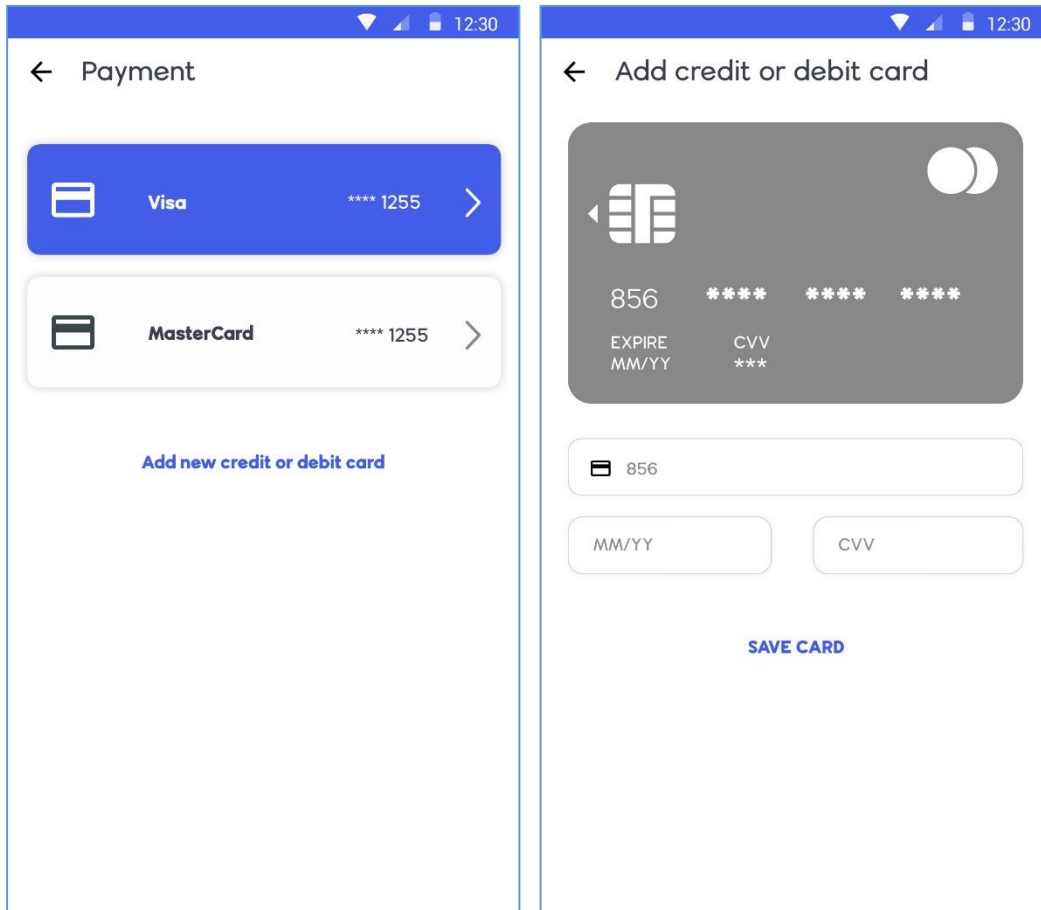 12:30
Payment
Visa **** 1255
MasterCard **** 1255
Add new credit or debit card
12:30
Add credit or debit card
856 **** **** ****
EXPIRE CVV
MM/YY ***
856
MM/YY CVV
SAVE CARD